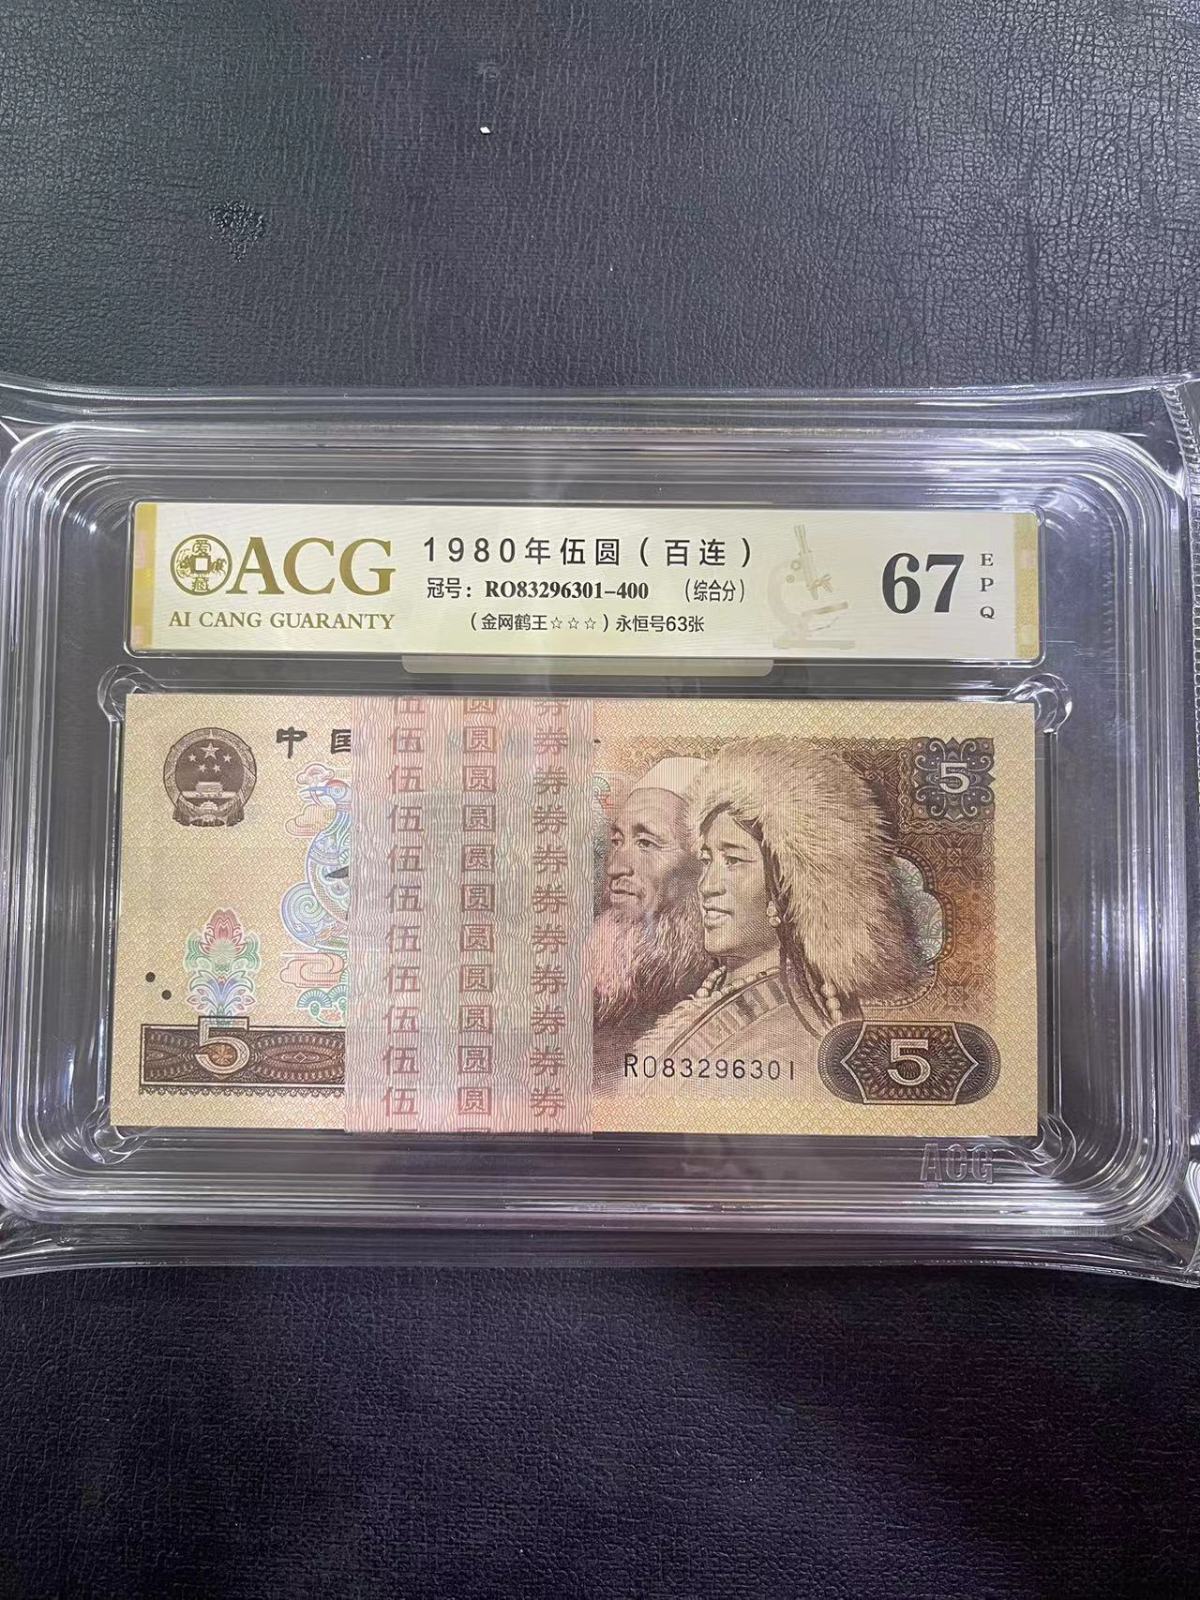 ACG
AI CANG GUARANTY
1980年伍圆(百连)
冠号:RO83296301-400 (综合分)
(金网鹤王☆☆☆)永恒号63张
67
EPQ
中国
伍 圆 券
伍 圆 券
伍 圆 券
伍 圆 券
伍 圆 券
伍 圆 券
伍 圆 券
伍 圆 券
伍 圆 券
伍 圆 券
伍 圆 券
5
5
RO83296301
5
ACG